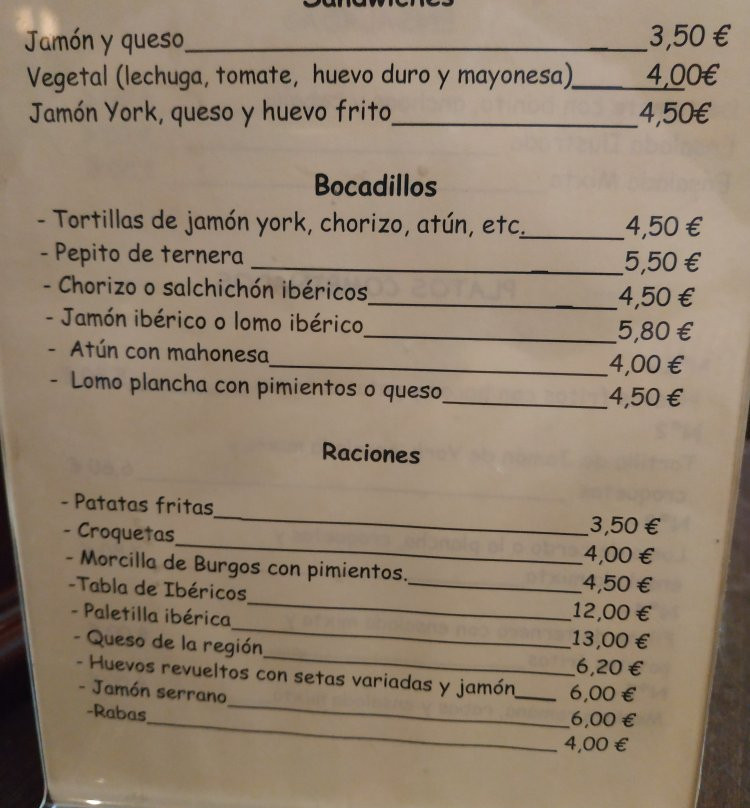 Sandwiches
Jamón y queso 3,50 €
Vegetal (lechuga, tomate, huevo duro y mayonesa) 4,00€
Jamón York, queso y huevo frito 4,50€
Bocadillos
- Tortillas de jamón york, chorizo, atún, etc. 4,50 €
- Pepito de ternera 5,50 €
- Chorizo o salchichón ibéricos 4,50 €
- Jamón ibérico o lomo ibérico 5,80 €
- Atún con mahonesa 4,00 €
- Lomo plancha con pimientos o queso 4,50 €
Raciones
- Patatas fritas 3,50 €
- Croquetas 4,00 €
- Morcilla de Burgos con pimientos. 4,50 €
-Tabla de Ibéricos 12,00 €
- Paletilla ibérica 13,00 €
- Queso de la región 6,20 €
- Huevos revueltos con setas variadas y jamón 6,00 €
- Jamón serrano 6,00 €
-Rabas 4,00 €